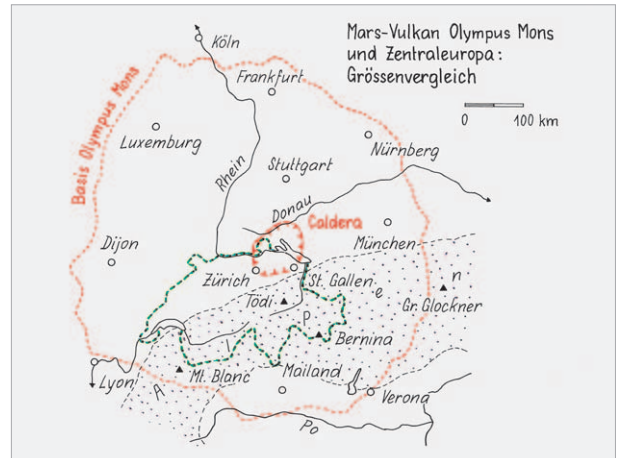 Mars-Vulkan Olympus Mons
und Zentraleuropa:
Grössenvergleich
0 100 km
Köln
Frankfurt
Basis Olympus Mons
Luxemburg
Rhein
Nürnberg
Stuttgart
Donau
Caldera
Dijon
München
Zürich
St. Gallen
Tödi
A l p e n
Gr. Glockner
Bernina
Mt. Blanc
Mailand
Lyon
Verona
Po